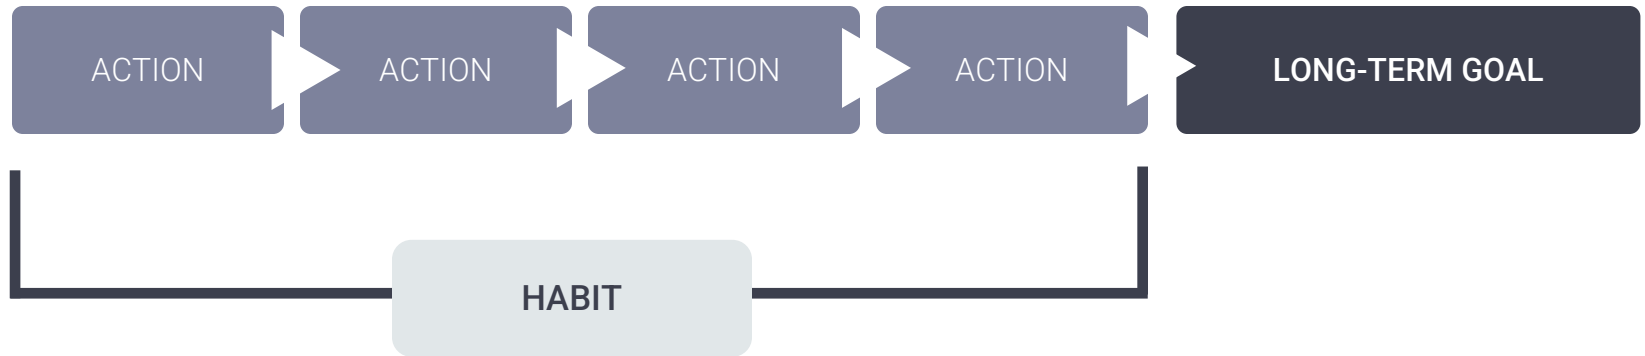 ACTION
ACTION
ACTION
ACTION
LONG-TERM GOAL
HABIT